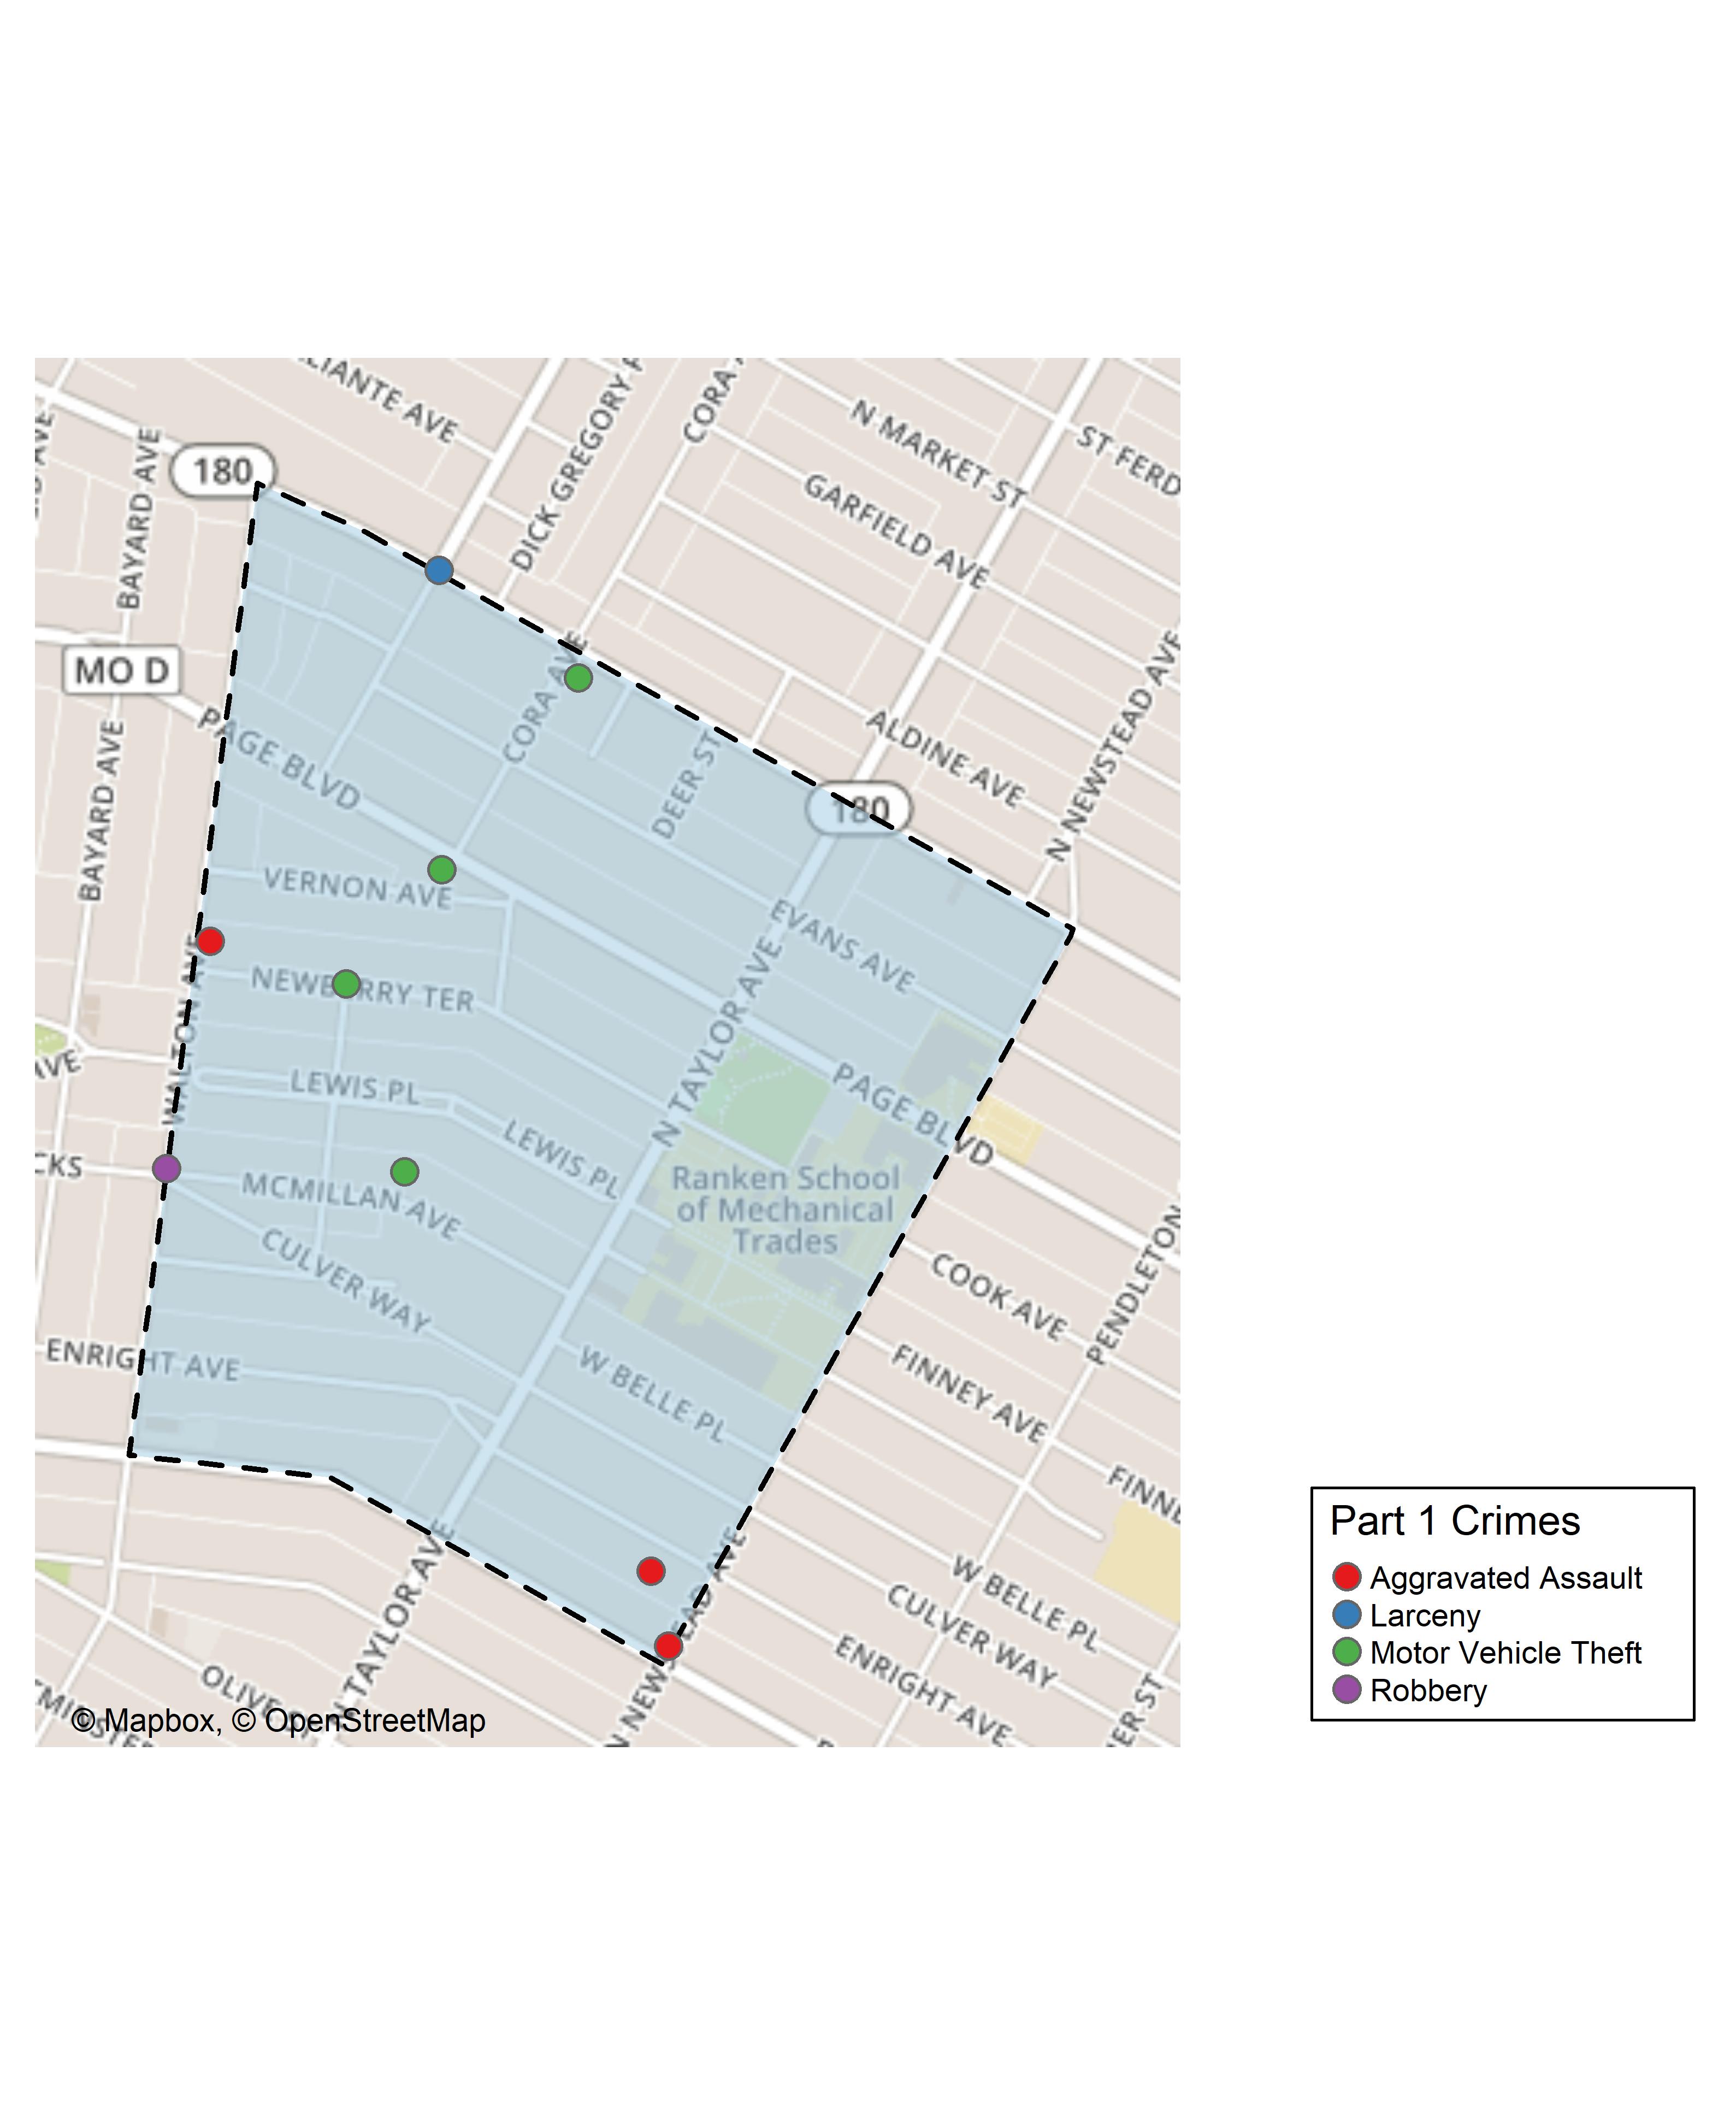 LIANTE AVE
DICK GREGORY P
CORA
N MARKET ST
ST FERD
GARFIELD AVE
180
BAYARD AVE
MO D
CORA AVE
N NEWSTEAD AVE
ALDINE AVE
PAGE BLVD
DEER ST
180
BAYARD AVE
VERNON AVE
EVANS AVE
WALTON AVE
NEWBERRY TER
N TAYLOR AVE
AVE
LEWIS PL
PAGE BLVD
LEWIS PL
CKS
MCMILLAN AVE
Ranken School
of Mechanical
Trades
CULVER WAY
COOK AVE
PENDLETON
ENRIGHT AVE
W BELLE PL
FINNEY AVE
FINNE
N TAYLOR AVE
W BELLE PL
CULVER WAY
ENRIGHT AVE
OLIVE
© Mapbox, © OpenStreetMap
Part 1 Crimes
Aggravated Assault
Larceny
Motor Vehicle Theft
Robbery